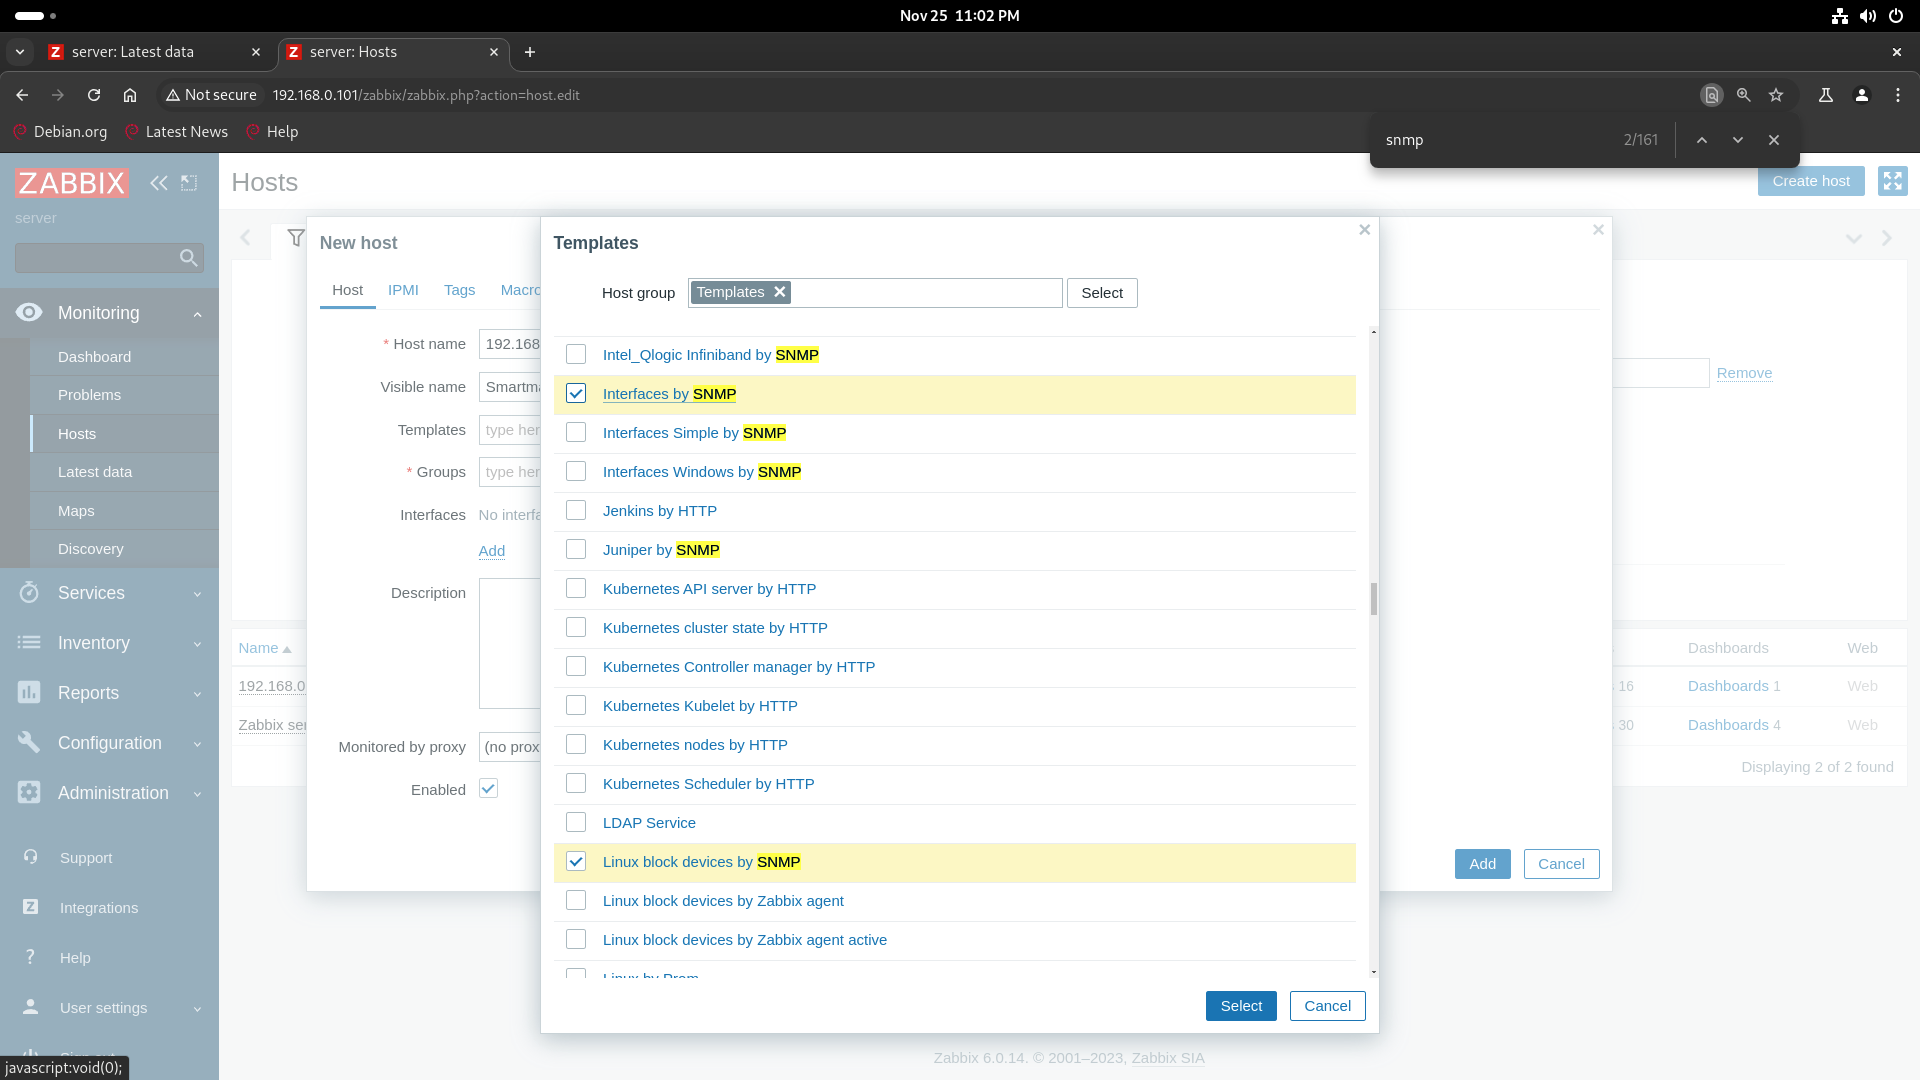 Nov 25 11:02 PM
server: Latest data
server: Hosts
Not secure
192.168.0.101/zabbix/zabbix.php?action=host.edit
Debian.org
Latest News
Help
snmp
2/161
ZABBIX
server
Hosts
Create host
Monitoring
Dashboard
Problems
Hosts
Latest data
Maps
Discovery
Services
Inventory
Reports
Configuration
Administration
Support
Integrations
Help
User settings
javascript:void(0);
New host
Host
IPMI
Tags
Macro
* Host name
192.168
Visible name
Smartm
Templates
type her
* Groups
type her
Interfaces
No interfa
Add
Description
Monitored by proxy
(no prox
Enabled
Templates
Host group
Templates
Select
Intel_Qlogic Infiniband by SNMP
Interfaces by SNMP
Interfaces Simple by SNMP
Interfaces Windows by SNMP
Jenkins by HTTP
Juniper by SNMP
Kubernetes API server by HTTP
Kubernetes cluster state by HTTP
Kubernetes Controller manager by HTTP
Kubernetes Kubelet by HTTP
Kubernetes nodes by HTTP
Kubernetes Scheduler by HTTP
LDAP Service
Linux block devices by SNMP
Linux block devices by Zabbix agent
Linux block devices by Zabbix agent active
Linux by Prom
Select
Cancel
Remove
Add
Cancel
Name
Dashboards
Web
192.168.0
16
Dashboards 1
Web
Zabbix ser
30
Dashboards 4
Web
Displaying 2 of 2 found
Zabbix 6.0.14. © 2001–2023, Zabbix SIA